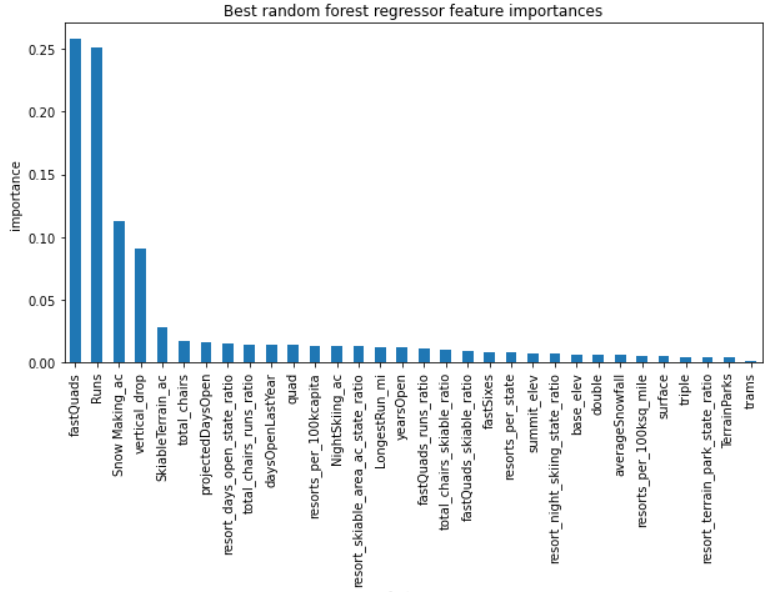 Best random forest regressor feature importances
importance
0.25
0.20
0.15
0.10
0.05
0.00
fastQuads
Runs
Snow Making_ac
vertical_drop
SkiableTerrain_ac
total_chairs
projectedDaysOpen
resort_days_open_state_ratio
total_chairs_runs_ratio
daysOpenLastYear
quad
resorts_per_100kcapita
NightSkiing_ac
resort_skiable_area_ac_state_ratio
LongestRun_mi
yearsOpen
fastQuads_runs_ratio
total_chairs_skiable_ratio
fastQuads_skiable_ratio
fastSixes
resorts_per_state
summit_elev
resort_night_skiing_state_ratio
base_elev
double
averageSnowfall
resorts_per_100ksq_mile
surface
triple
resort_terrain_park_state_ratio
TerrainParks
trams